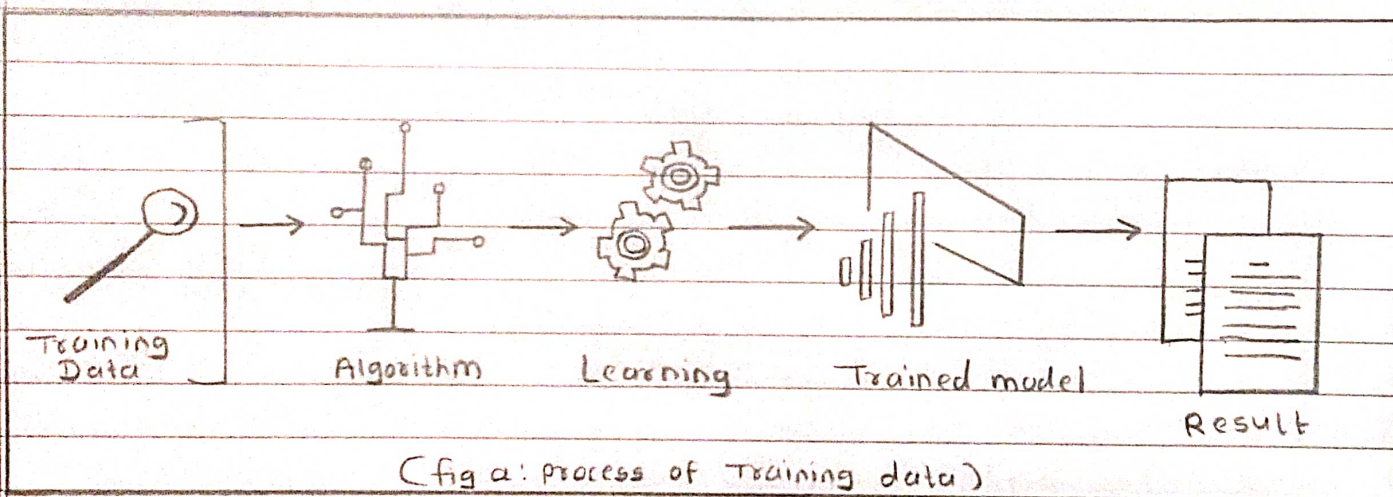 Training
Data
Algorithm
Learning
Trained model
Result
(fig a: process of Training data)